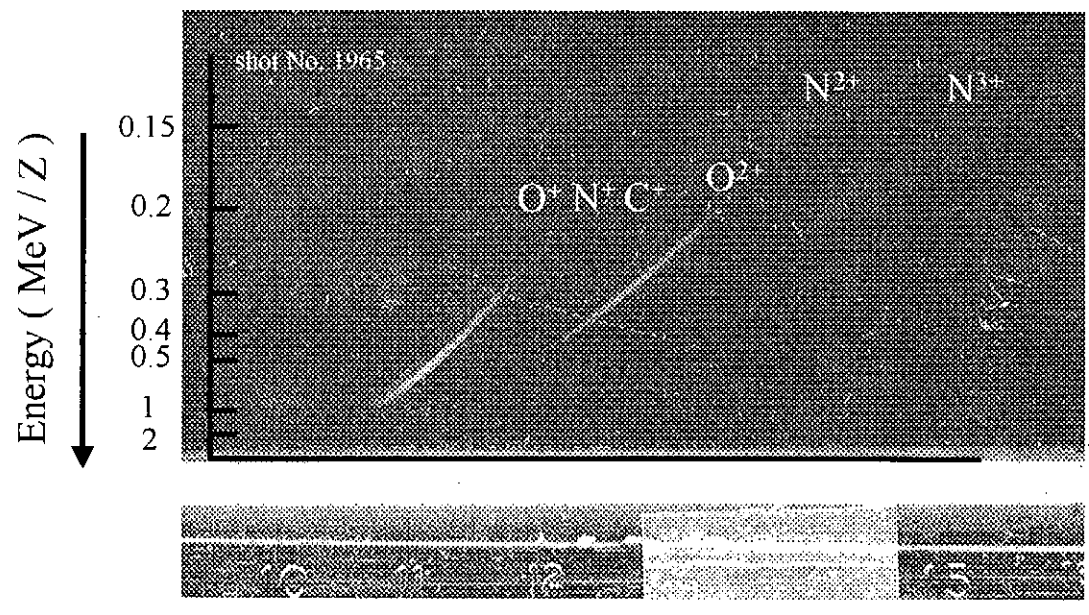 shot No. 1965
N²⁺ N³⁺
0.15
O²⁺
O⁺ N⁺ C⁺
0.2
0.3
0.4
0.5
1
2
Energy ( MeV / Z )